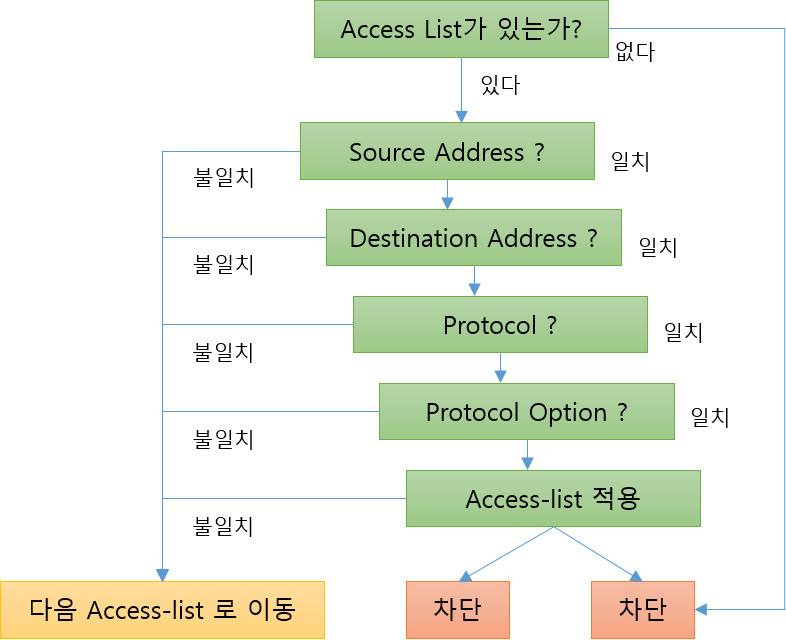 Access List가 있는가?
없다
있다
Source Address ?
일치
불일치
Destination Address ?
일치
불일치
Protocol ?
일치
불일치
Protocol Option ?
일치
불일치
Access-list 적용
불일치
다음 Access-list 로 이동
차단
차단